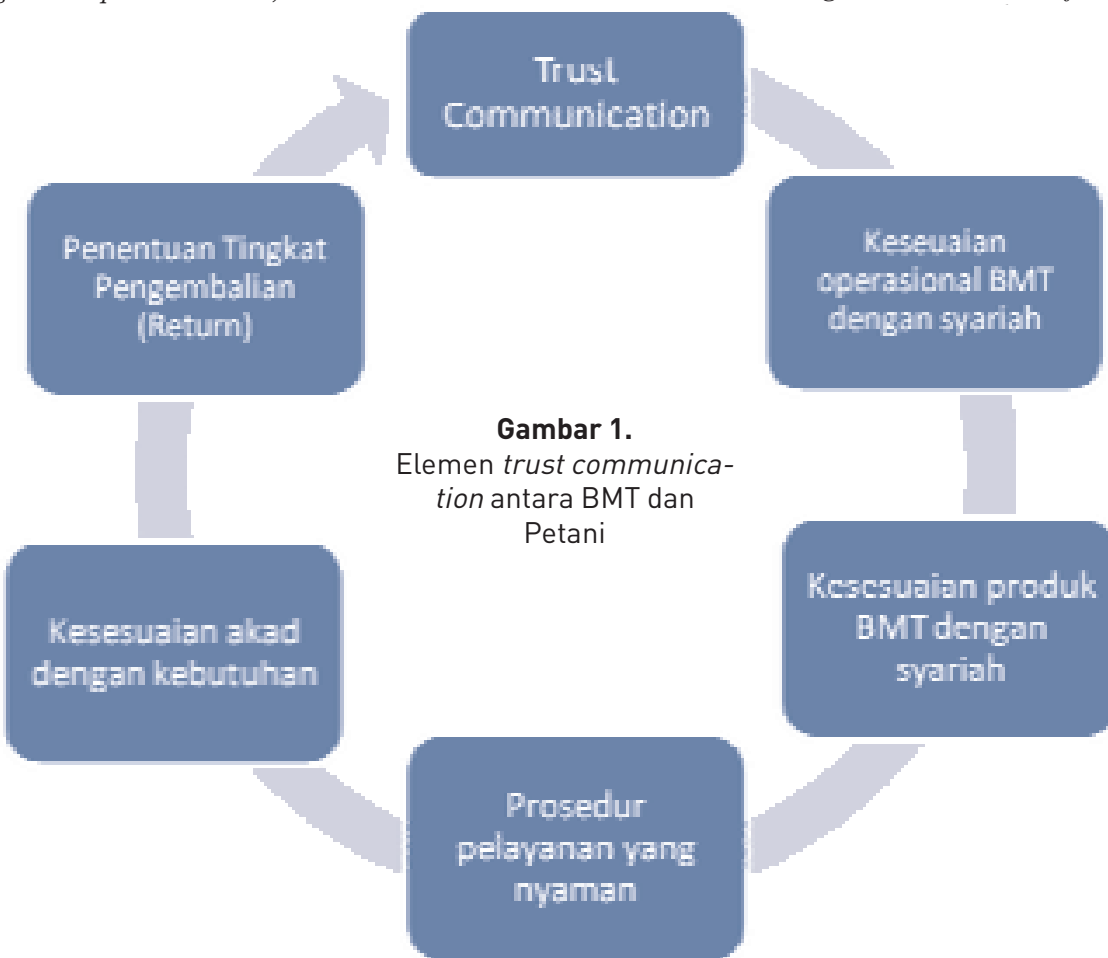 Trust
Communication
Keseuaian
operasional BMT
dengan syariah
Kesesuaian produk
BMT dengan
syariah
Prosedur
pelayanan yang
nyaman
Kesesuaian akad
dengan kebutuhan
Penentuan Tingkat
Pengembalian
(Return)
Gambar 1.
Elemen trust communica-
tion antara BMT dan
Petani